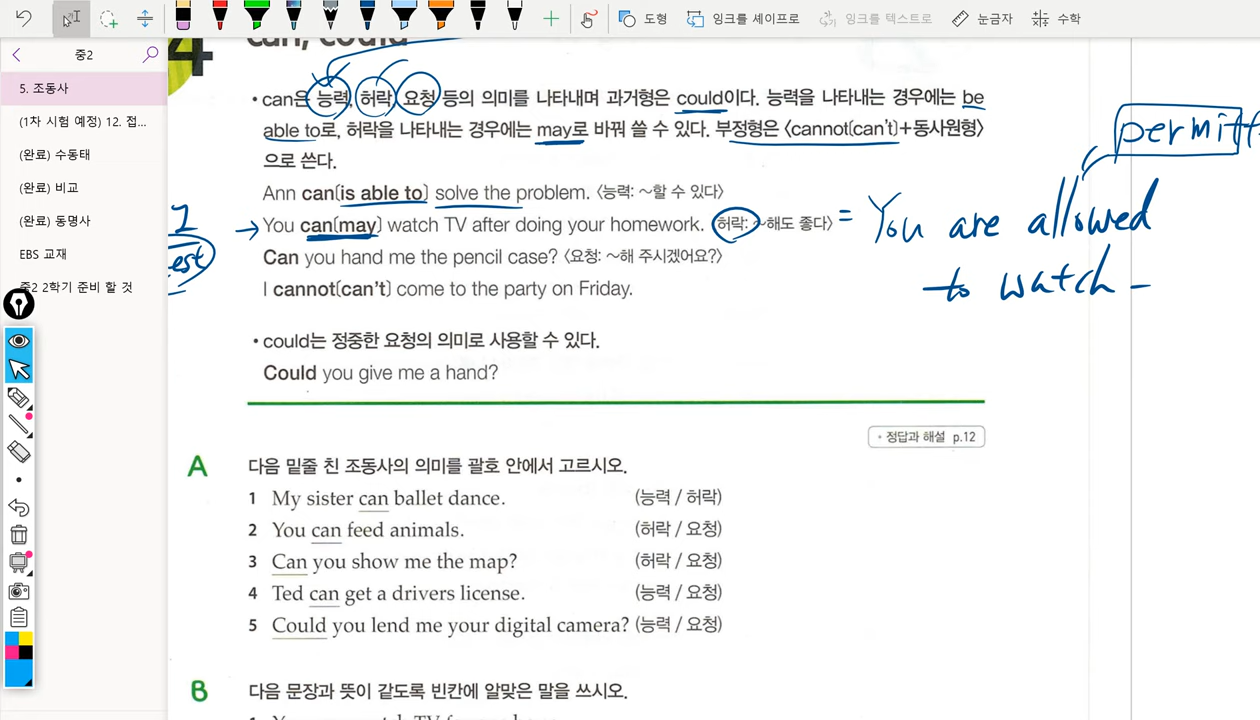 도형
잉크를 셰이프로
잉크를 텍스트로
눈금자
수학
중2
5. 조동사
(1차 시험 예정) 12. 접...
(완료) 수동태
(완료) 비교
(완료) 동명사
EBS 교재
중2 2학기 준비 할 것
4
can, could
• can은 능력, 허락, 요청 등의 의미를 나타내며 과거형은 could이다. 능력을 나타내는 경우에는 be
able to로, 허락을 나타내는 경우에는 may로 바꿔 쓸 수 있다. 부정형은 〈cannot(can't)+동사원형〉
으로 쓴다.
Ann can(is able to) solve the problem. 〈능력: ~할 수 있다〉
You can(may) watch TV after doing your homework. 〈허락: ~해도 좋다〉 = You are allowed
to watch -
Can you hand me the pencil case? 〈요청: ~해 주시겠어요?〉
I cannot(can't) come to the party on Friday.
• could는 정중한 요청의 의미로 사용할 수 있다.
Could you give me a hand?
• 정답과 해설 p.12
A 다음 밑줄 친 조동사의 의미를 괄호 안에서 고르시오.
1 My sister can ballet dance. (능력 / 허락)
2 You can feed animals. (허락 / 요청)
3 Can you show me the map? (허락 / 요청)
4 Ted can get a drivers license. (능력 / 요청)
5 Could you lend me your digital camera? (능력 / 요청)
B 다음 문장과 뜻이 같도록 빈칸에 알맞은 말을 쓰시오.